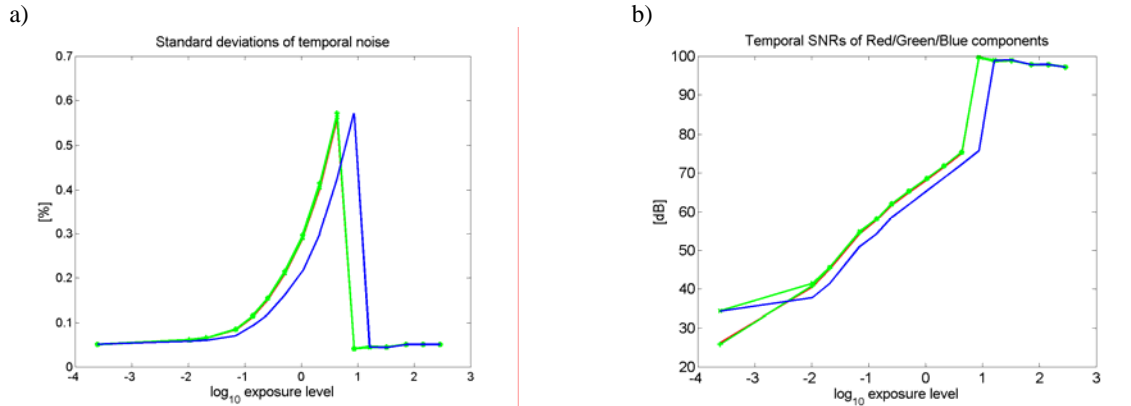 a)
Standard deviations of temporal noise
0.7
0.6
0.5
0.4
0.3
0.2
0.1
0
[%]
-4 -3 -2 -1 0 1 2 3
log10 exposure level
b)
Temporal SNRs of Red/Green/Blue components
100
90
80
70
60
50
40
30
20
[dB]
-4 -3 -2 -1 0 1 2 3
log10 exposure level